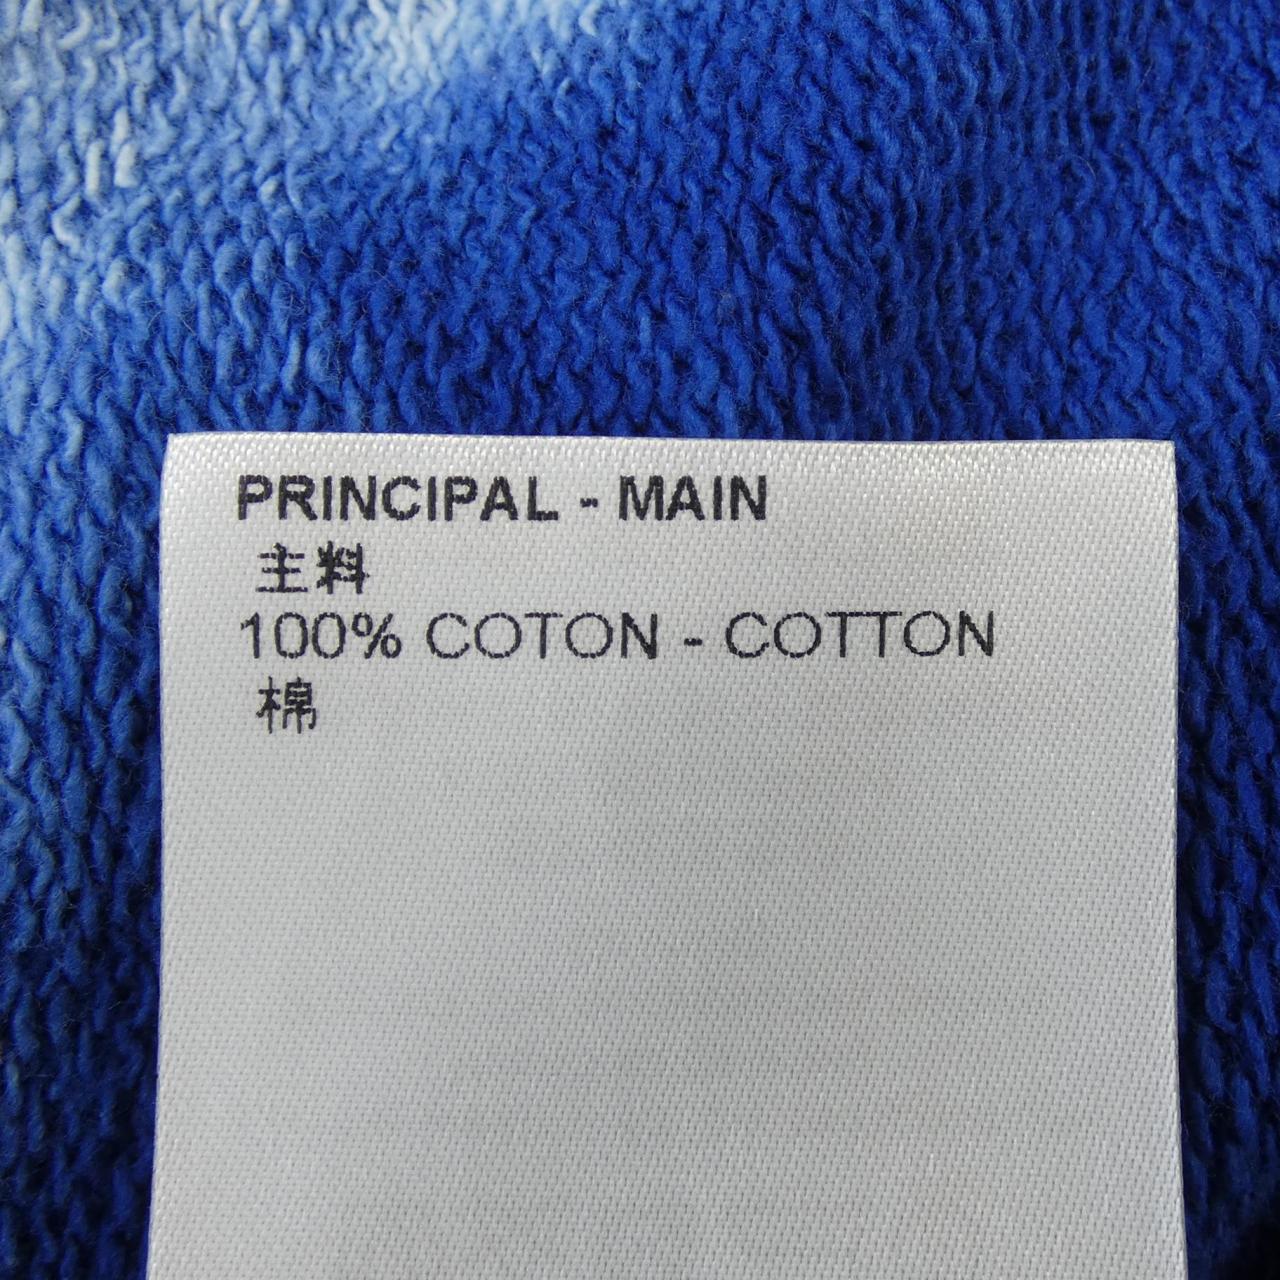 PRINCIPAL - MAIN
主料
100% COTON - COTTON
棉